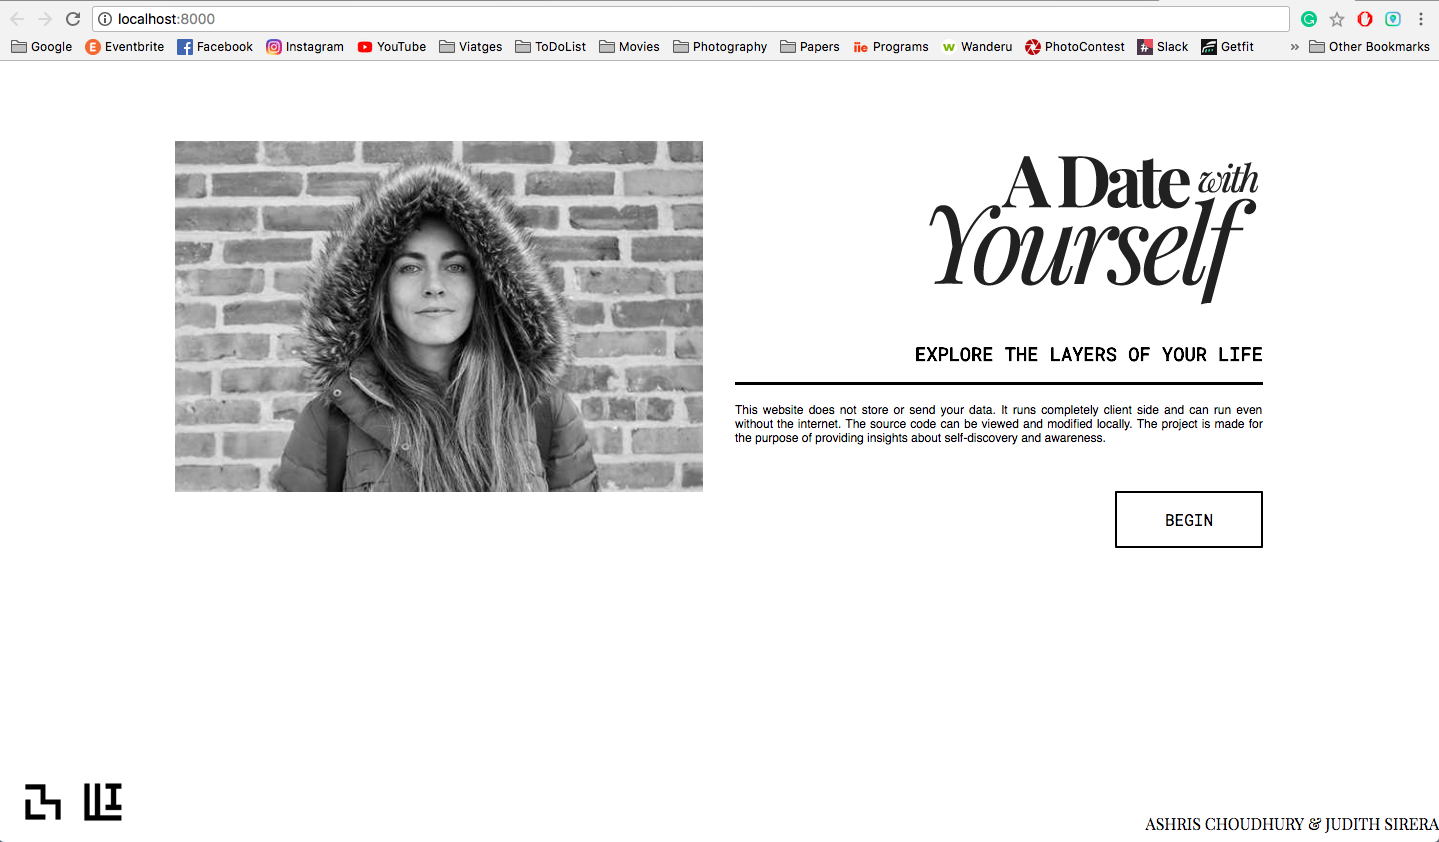 localhost:8000
Google Eventbrite Facebook Instagram YouTube Viatges ToDoList Movies Photography Papers iie Programs Wanderu PhotoContest Slack Getfit » Other Bookmarks
A Date with
Yourself
EXPLORE THE LAYERS OF YOUR LIFE
This website does not store or send your data. It runs completely client side and can run even
without the internet. The source code can be viewed and modified locally. The project is made for
the purpose of providing insights about self-discovery and awareness.
BEGIN
ASHRIS CHOUDHURY & JUDITH SIRERA